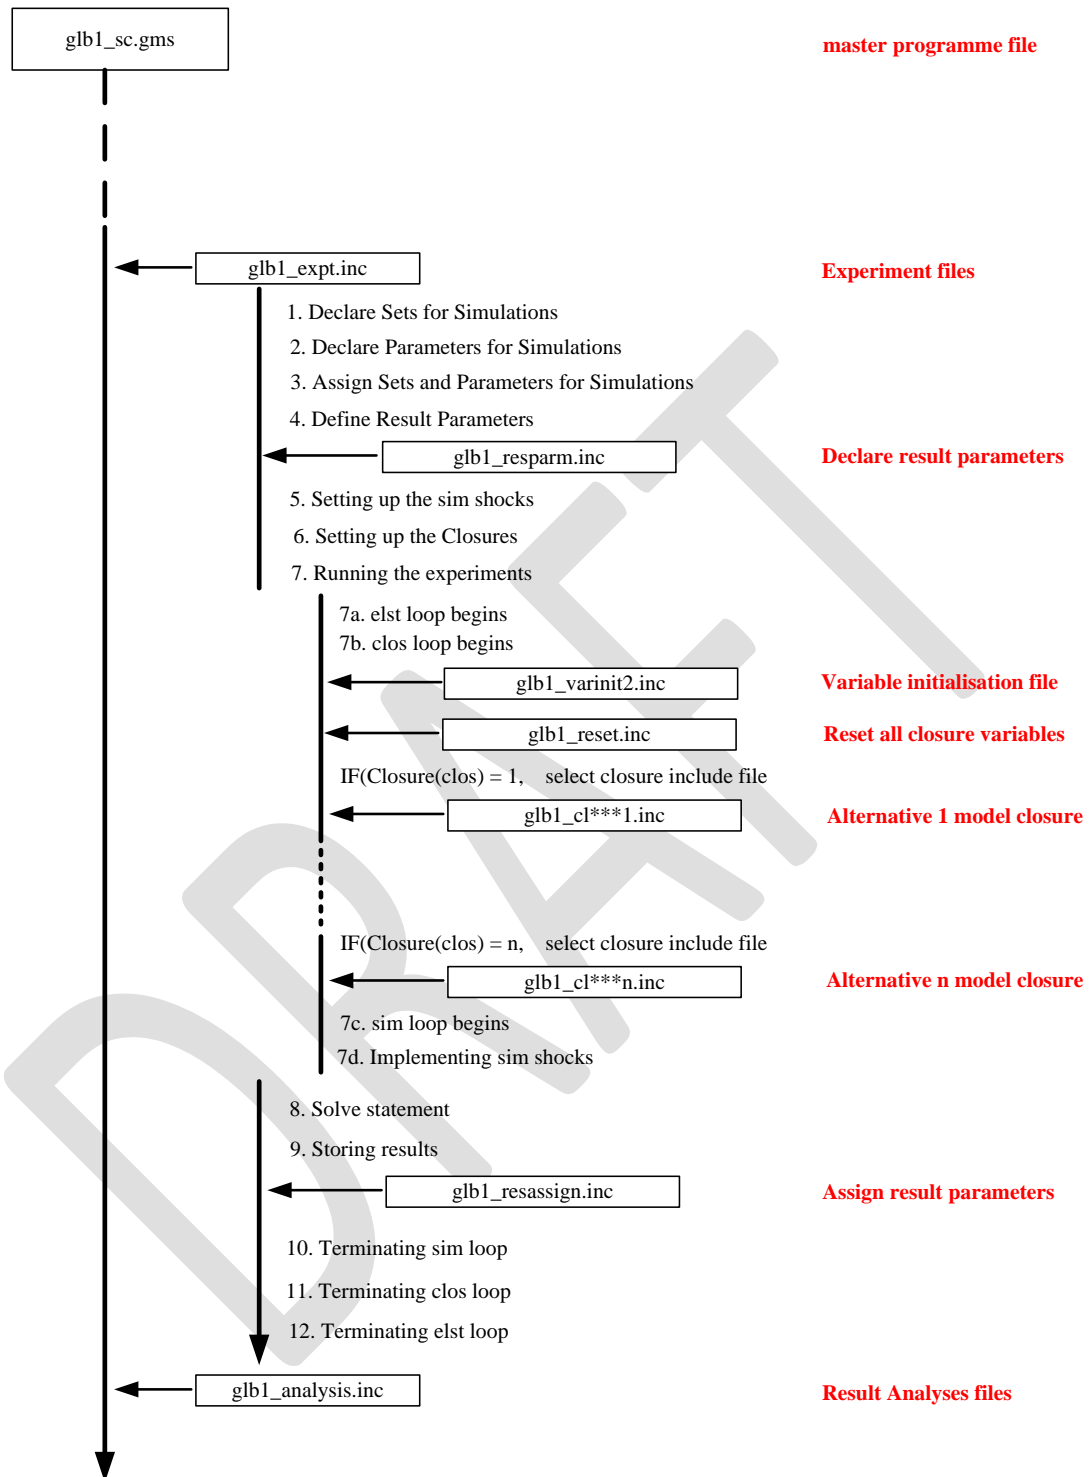 glb1_sc.gms
master programme file
glb1_expt.inc
Experiment files
1. Declare Sets for Simulations
2. Declare Parameters for Simulations
3. Assign Sets and Parameters for Simulations
4. Define Result Parameters
glb1_resparm.inc
Declare result parameters
5. Setting up the sim shocks
6. Setting up the Closures
7. Running the experiments
7a. elst loop begins
7b. clos loop begins
glb1_varinit2.inc
Variable initialisation file
glb1_reset.inc
Reset all closure variables
IF(Closure(clos) = 1, select closure include file
glb1_cl***1.inc
Alternative 1 model closure
IF(Closure(clos) = n, select closure include file
glb1_cl***n.inc
Alternative n model closure
7c. sim loop begins
7d. Implementing sim shocks
8. Solve statement
9. Storing results
glb1_resassign.inc
Assign result parameters
10. Terminating sim loop
11. Terminating clos loop
12. Terminating elst loop
glb1_analysis.inc
Result Analyses files
DRAFT